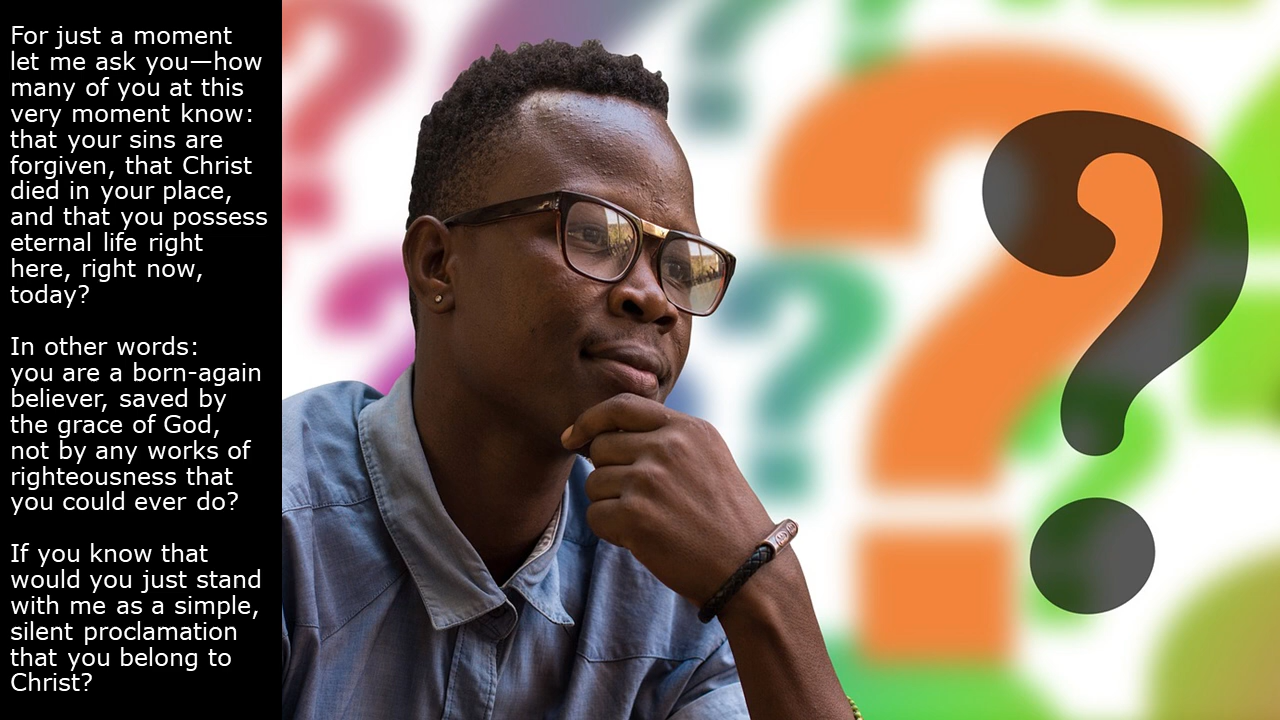 For just a moment
let me ask you—how
many of you at this
very moment know:
that your sins are
forgiven, that Christ
died in your place,
and that you possess
eternal life right
here, right now,
today?
In other words:
you are a born-again
believer, saved by
the grace of God,
not by any works of
righteousness that
you could ever do?
If you know that
would you just stand
with me as a simple,
silent proclamation
that you belong to
Christ?